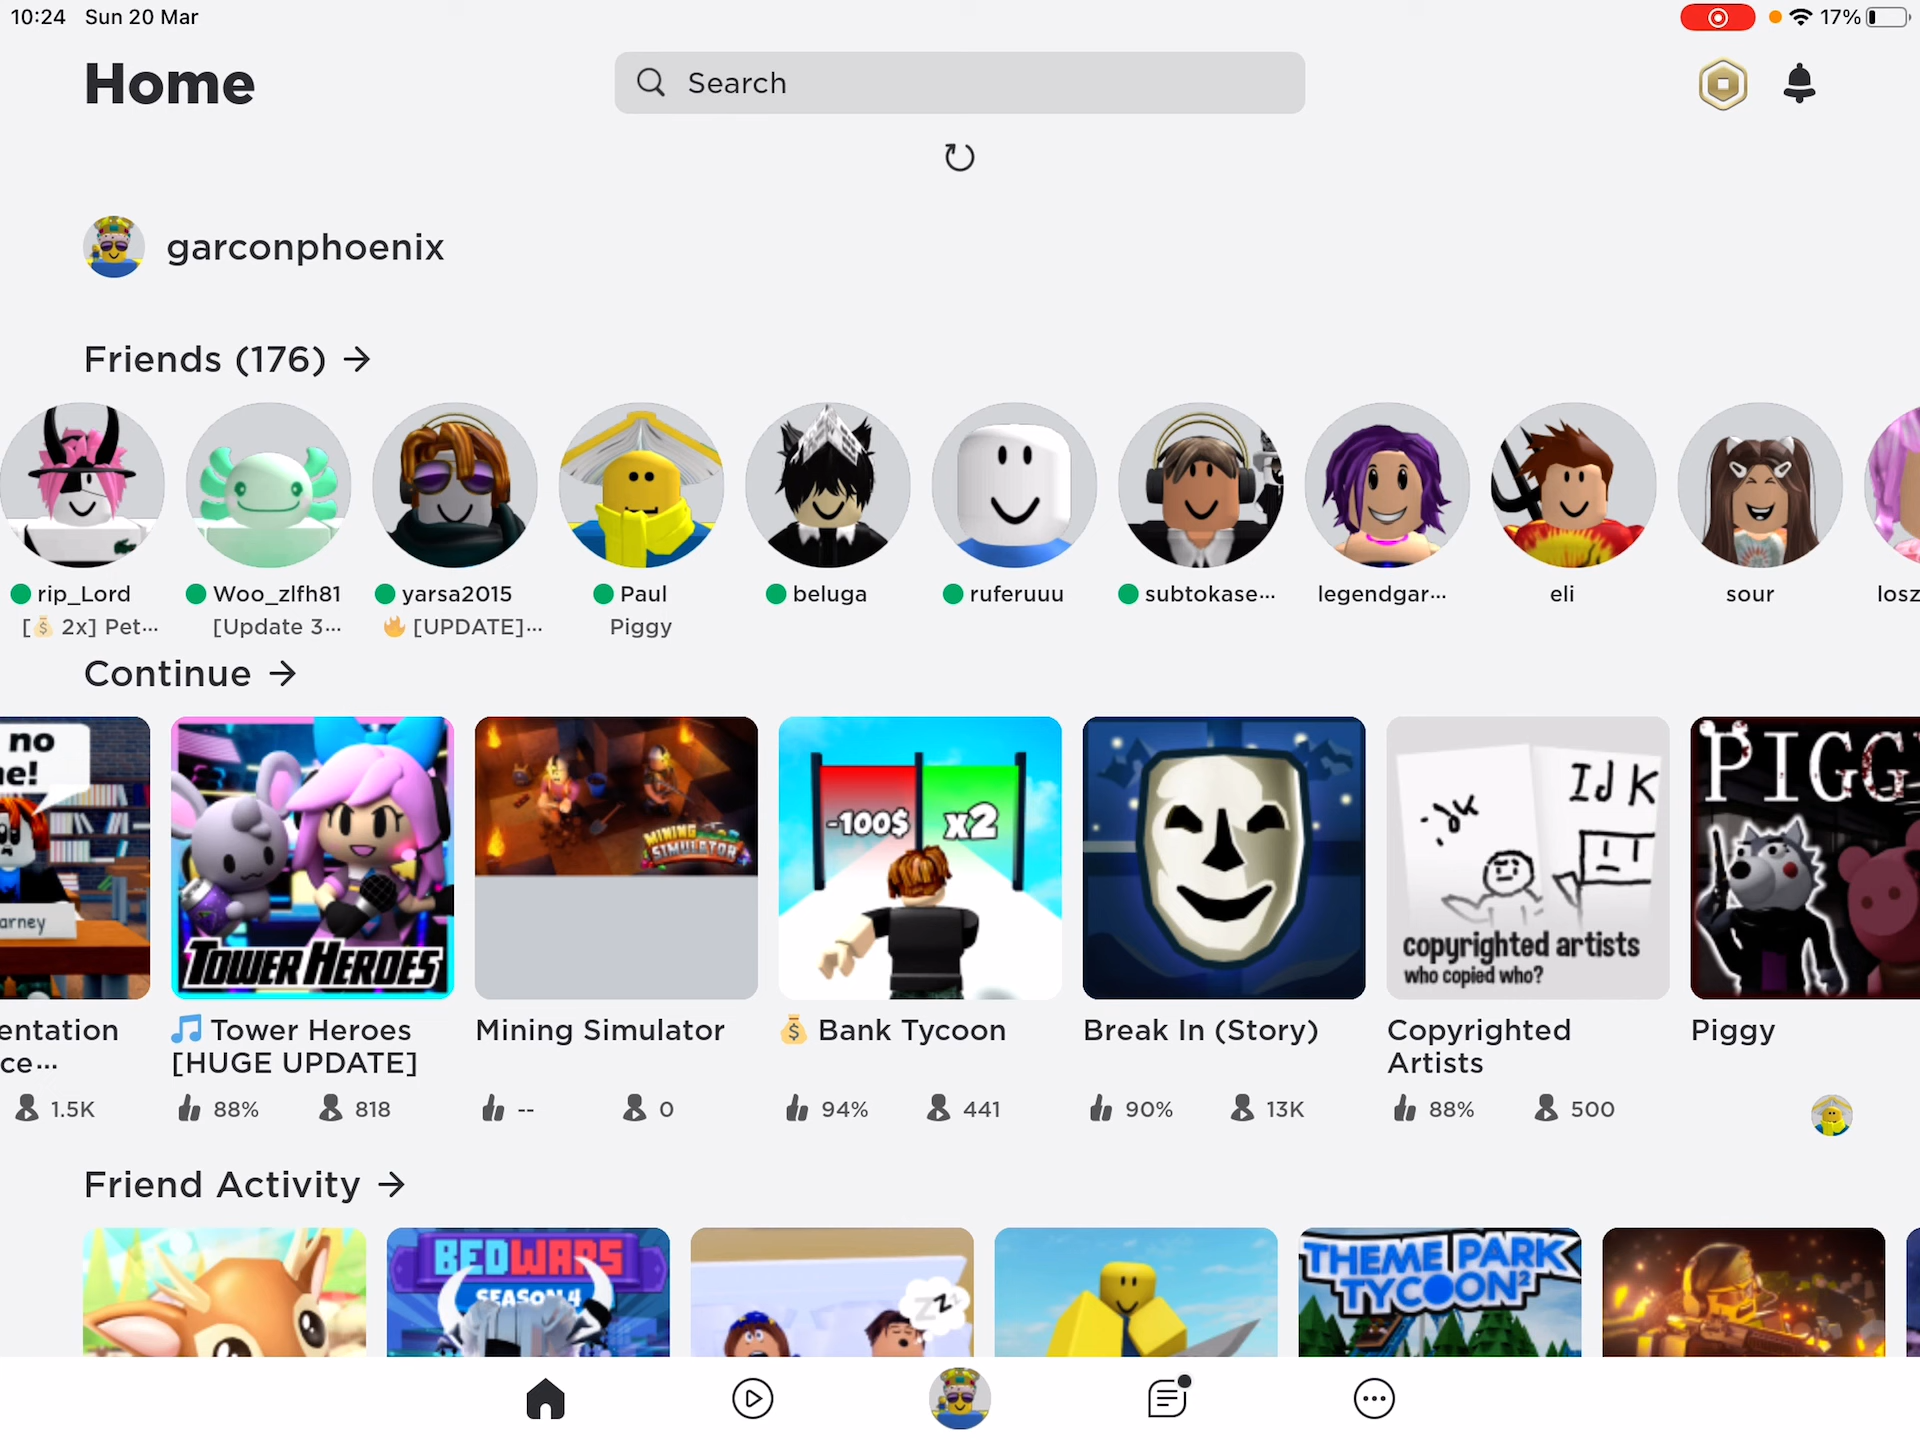 10:24 Sun 20 Mar
17%
Home
Search
garconphoenix
Friends (176) →
rip_Lord
Woo_zlfh81
yarsa2015
Paul
beluga
ruferuuu
subtokase...
legendgar...
eli
sour
losz
[💰 2x] Pet...
[Update 3...
🔥 [UPDATE]...
Piggy
Continue →
no
e!
arney
TOWER HEROES
MINING SIMULATOR
-100$ x2
IJK
copyrighted artists
who copied who?
PIGGY
entation
ce...
🎵 Tower Heroes
[HUGE UPDATE]
Mining Simulator
💰 Bank Tycoon
Break In (Story)
Copyrighted
Artists
Piggy
1.5K
88% 818
-- 0
94% 441
90% 13K
88% 500
Friend Activity →
BEDWARS
SEASON 4
zzz
THEME PARK
TYCOON²